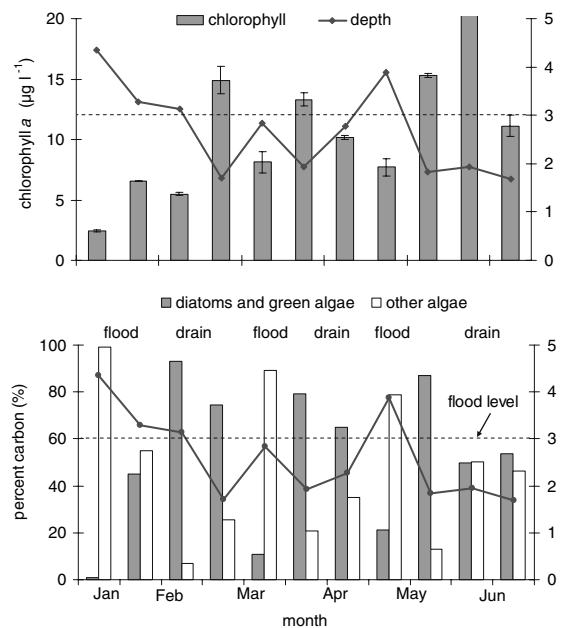 chlorophyll depth
chlorophyll a (µg l⁻¹)
20
15
10
5
0
5
4
3
2
1
0
diatoms and green algae other algae
flood drain flood drain flood drain
flood level
percent carbon (%)
100
80
60
40
20
0
5
4
3
2
1
0
Jan Feb Mar Apr May Jun
month